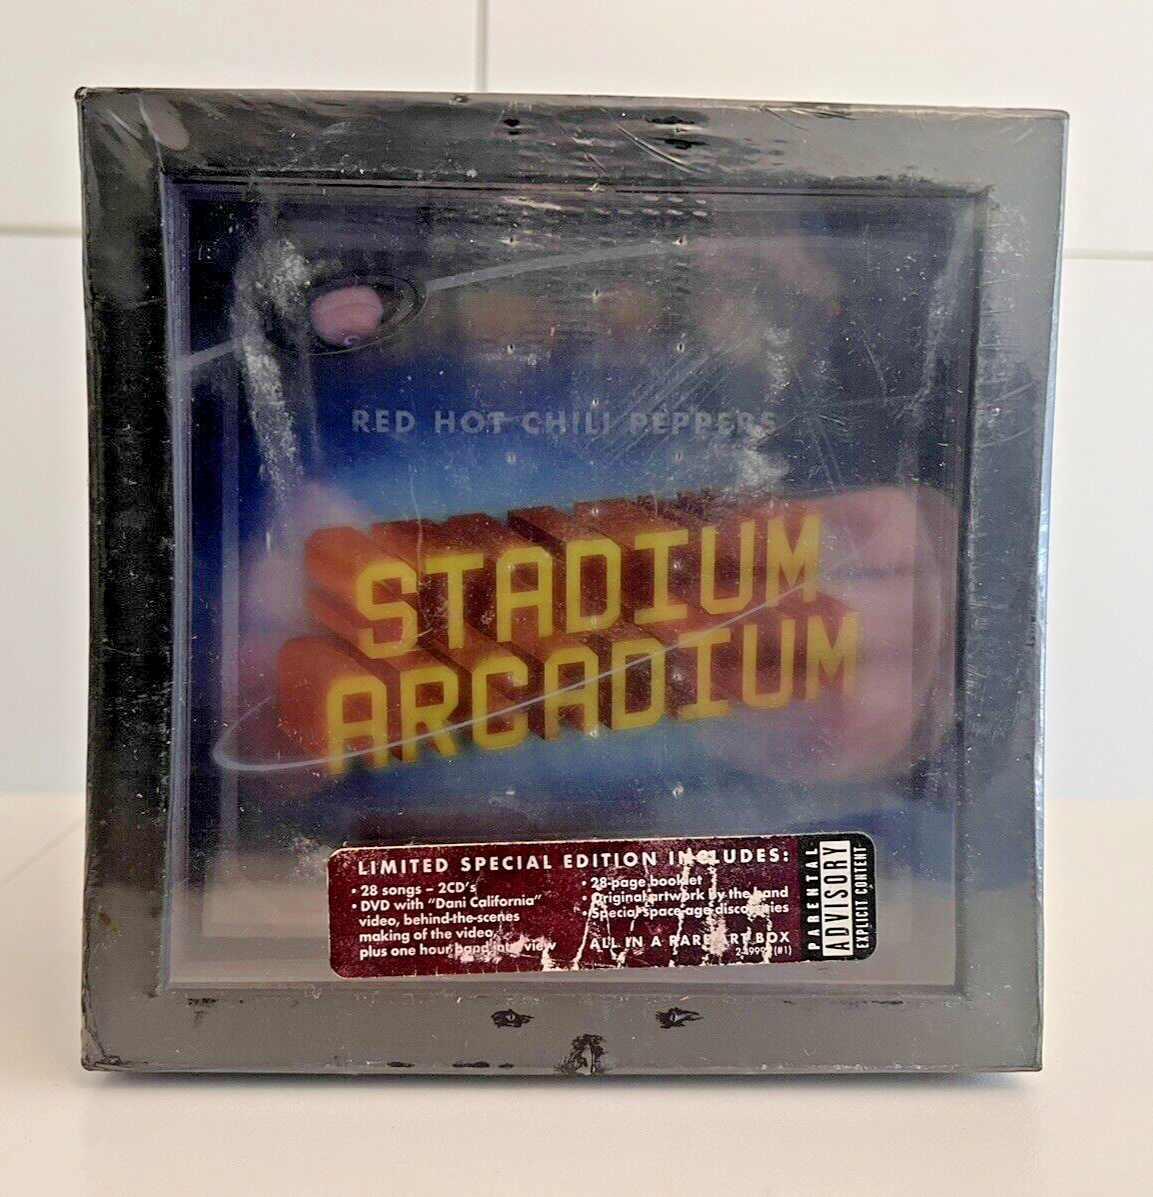 RED HOT CHILI PEPPERS
STADIUM
ARCADIUM
LIMITED SPECIAL EDITION INCLUDES:
• 28 songs – 2CD's
• DVD with "Dani California"
video, behind-the-scenes
making of the video,
plus one hour band interview
• 28-page booklet
• Original artwork by the band
• Special space-age discoveries
ALL IN A RARE ART BOX
(#1)
PARENTAL
ADVISORY
EXPLICIT CONTENT